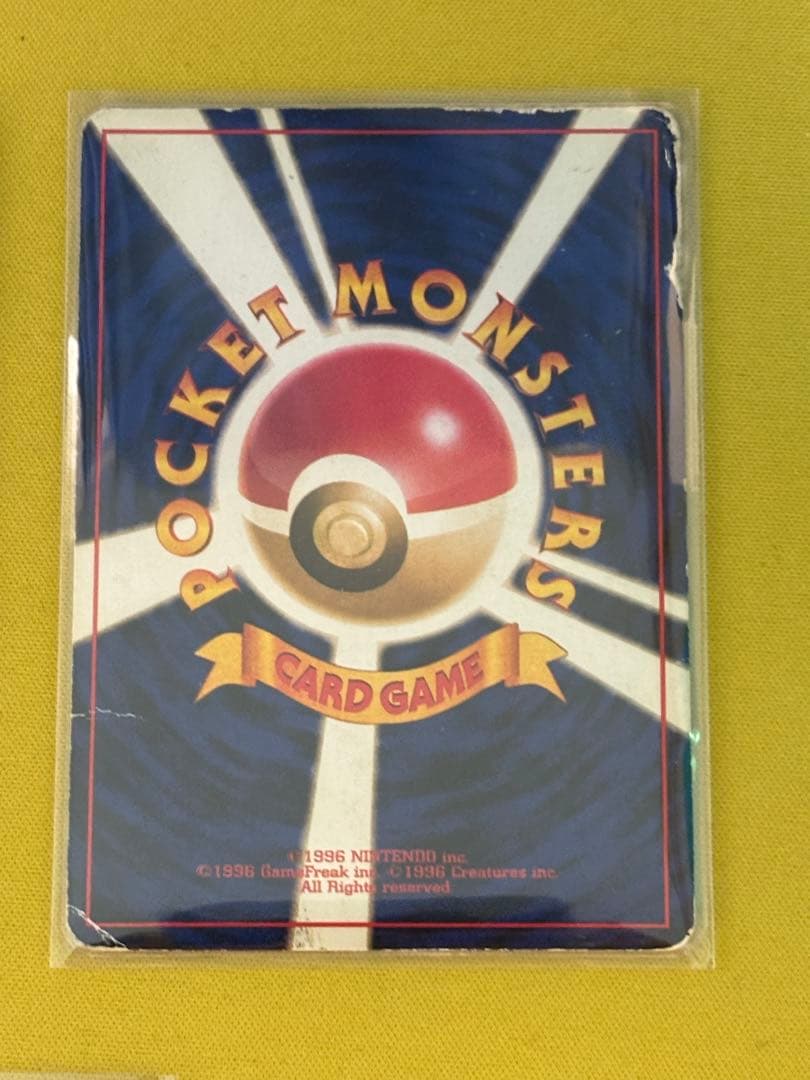 POCKET MONSTERS
CARD GAME
©1996 NINTENDO inc.
©1996 GameFreak inc. ©1996 Creatures inc.
All Rights reserved